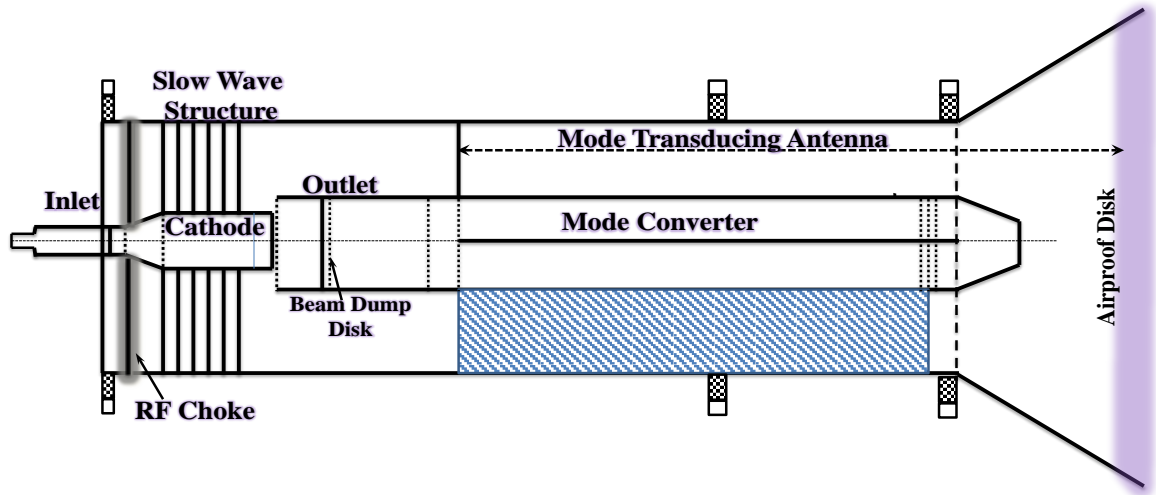 Slow Wave
Structure
Mode Transducing Antenna
Outlet
Inlet
Cathode
Mode Converter
Airproof Disk
Beam Dump
Disk
RF Choke